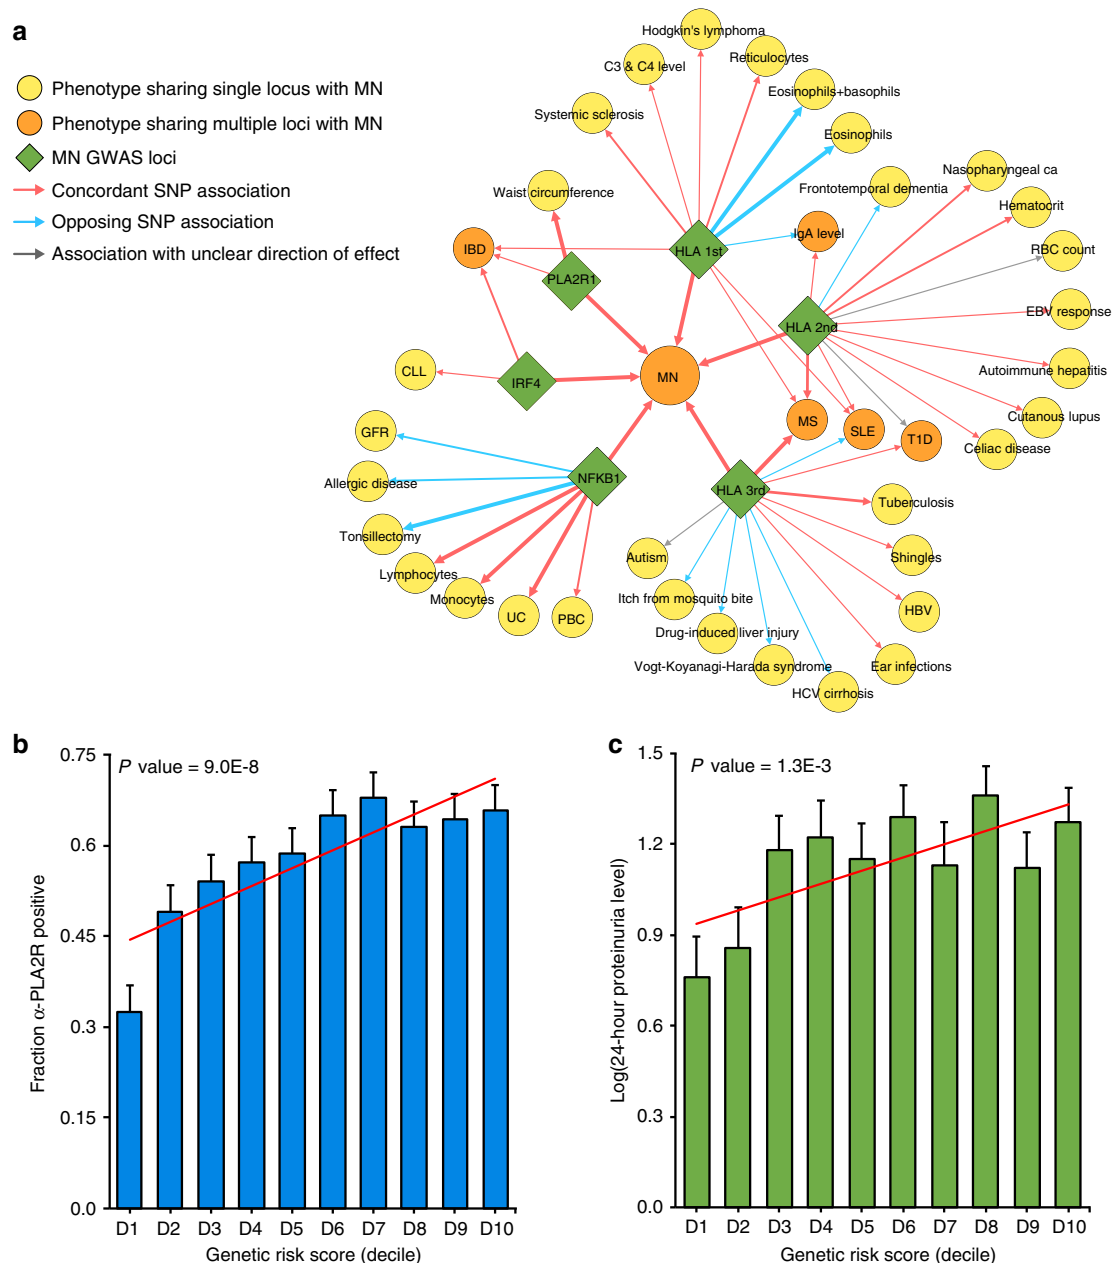 a
Phenotype sharing single locus with MN
Phenotype sharing multiple loci with MN
MN GWAS loci
Concordant SNP association
Opposing SNP association
Association with unclear direction of effect
Hodgkin's lymphoma
Reticulocytes
C3 & C4 level
Eosinophils+basophils
Systemic sclerosis
Eosinophils
Nasopharyngeal ca
Frontotemporal dementia
Waist circumference
Hematocrit
IgA level
IBD
HLA 1st
RBC count
PLA2R1
EBV response
HLA 2nd
CLL
IRF4
MN
Autoimmune hepatitis
Cutanous lupus
MS
SLE
T1D
Celiac disease
GFR
Allergic disease
NFKB1
HLA 3rd
Tuberculosis
Tonsillectomy
Autism
Shingles
Lymphocytes
Monocytes
Itch from mosquito bite
UC
PBC
HBV
Drug-induced liver injury
Vogt-Koyanagi-Harada syndrome
Ear infections
HCV cirrhosis
b
P value = 9.0E-8
Fraction α-PLA2R positive
0.75
0.6
0.45
0.3
0.15
0.0
D1 D2 D3 D4 D5 D6 D7 D8 D9 D10
Genetic risk score (decile)
c
P value = 1.3E-3
Log(24-hour proteinuria level)
1.5
1.2
0.9
0.6
0.3
0.0
D1 D2 D3 D4 D5 D6 D7 D8 D9 D10
Genetic risk score (decile)